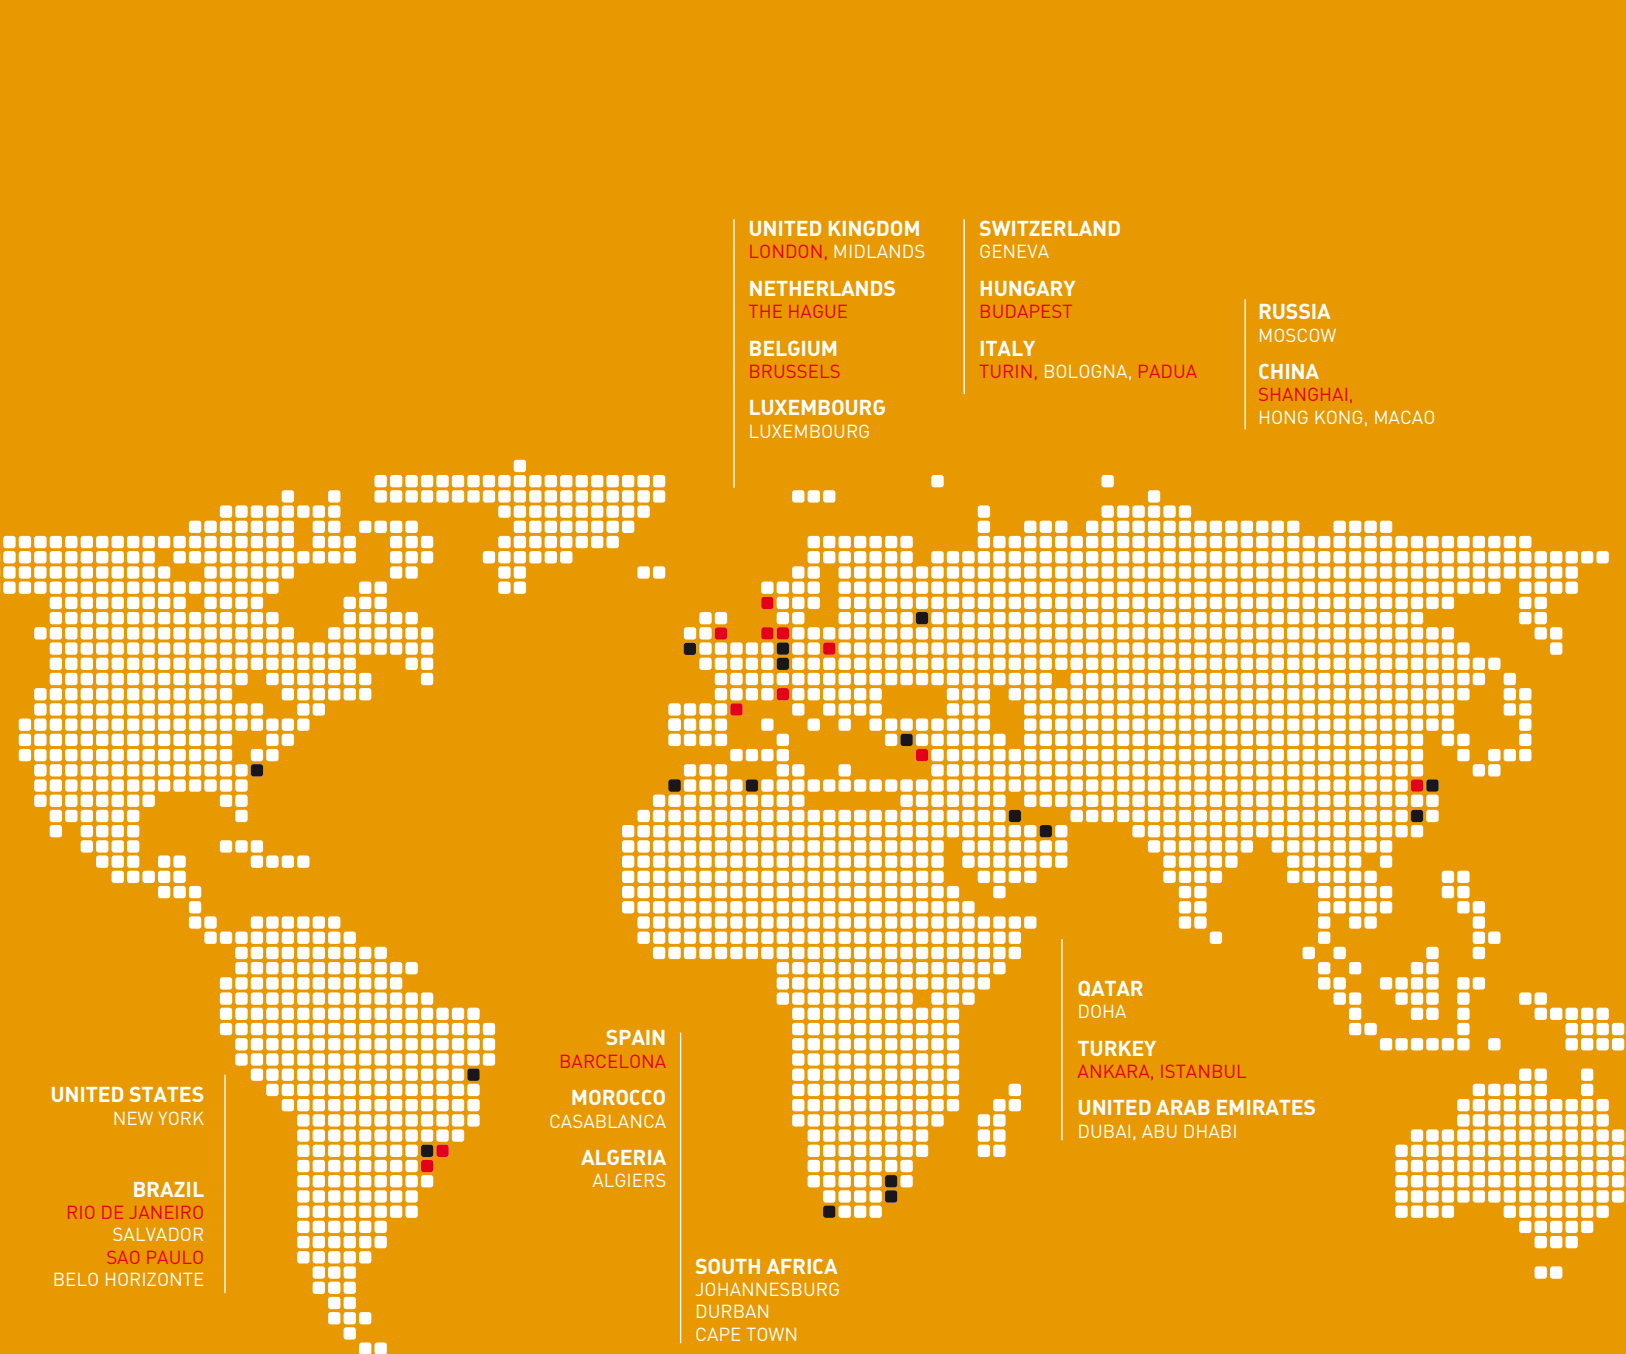 UNITED KINGDOM
LONDON, MIDLANDS
NETHERLANDS
THE HAGUE
BELGIUM
BRUSSELS
LUXEMBOURG
LUXEMBOURG
SWITZERLAND
GENEVA
HUNGARY
BUDAPEST
ITALY
TURIN, BOLOGNA, PADUA
RUSSIA
MOSCOW
CHINA
SHANGHAI,
HONG KONG, MACAO
UNITED STATES
NEW YORK
BRAZIL
RIO DE JANEIRO
SALVADOR
SAO PAULO
BELO HORIZONTE
SPAIN
BARCELONA
MOROCCO
CASABLANCA
ALGERIA
ALGIERS
SOUTH AFRICA
JOHANNESBURG
DURBAN
CAPE TOWN
QATAR
DOHA
TURKEY
ANKARA, ISTANBUL
UNITED ARAB EMIRATES
DUBAI, ABU DHABI